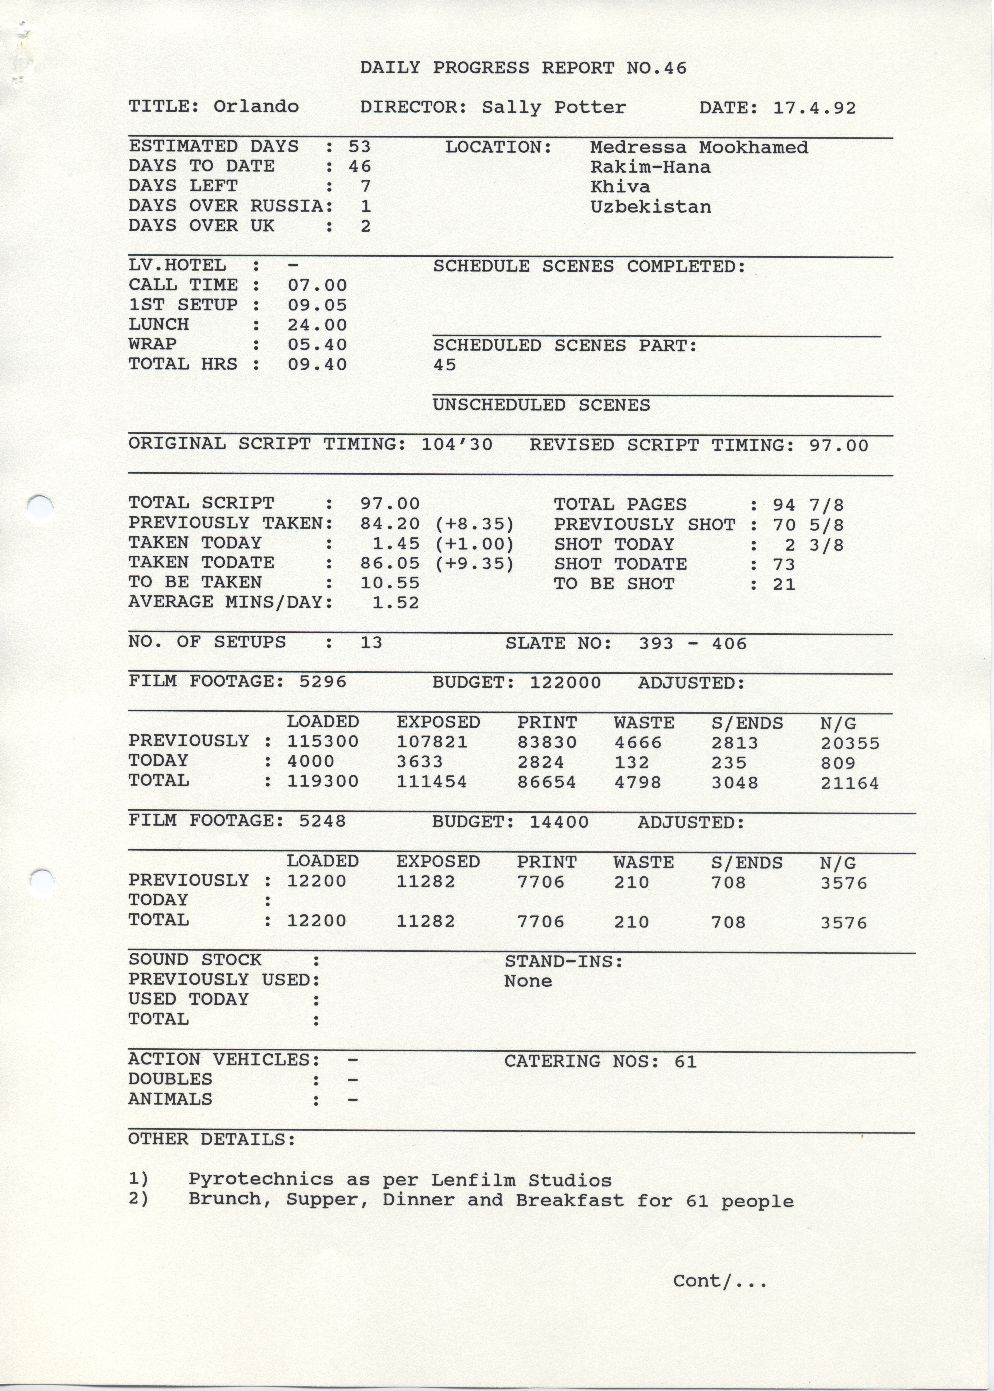 DAILY PROGRESS REPORT NO.46
TITLE: Orlando DIRECTOR: Sally Potter DATE: 17.4.92
ESTIMATED DAYS : 53 LOCATION: Medressa Mookhamed
DAYS TO DATE : 46 Rakim-Hana
DAYS LEFT : 7 Khiva
DAYS OVER RUSSIA: 1 Uzbekistan
DAYS OVER UK : 2
LV.HOTEL : - SCHEDULE SCENES COMPLETED:
CALL TIME : 07.00
1ST SETUP : 09.05
LUNCH : 24.00
WRAP : 05.40 SCHEDULED SCENES PART:
TOTAL HRS : 09.40 45
UNSCHEDULED SCENES
ORIGINAL SCRIPT TIMING: 104'30 REVISED SCRIPT TIMING: 97.00
TOTAL SCRIPT : 97.00 TOTAL PAGES : 94 7/8
PREVIOUSLY TAKEN: 84.20 (+8.35) PREVIOUSLY SHOT : 70 5/8
TAKEN TODAY : 1.45 (+1.00) SHOT TODAY : 2 3/8
TAKEN TODATE : 86.05 (+9.35) SHOT TODATE : 73
TO BE TAKEN : 10.55 TO BE SHOT : 21
AVERAGE MINS/DAY: 1.52
NO. OF SETUPS : 13 SLATE NO: 393 - 406
FILM FOOTAGE: 5296 BUDGET: 122000 ADJUSTED:
LOADED EXPOSED PRINT WASTE S/ENDS N/G
PREVIOUSLY : 115300 107821 83830 4666 2813 20355
TODAY : 4000 3633 2824 132 235 809
TOTAL : 119300 111454 86654 4798 3048 21164
FILM FOOTAGE: 5248 BUDGET: 14400 ADJUSTED:
LOADED EXPOSED PRINT WASTE S/ENDS N/G
PREVIOUSLY : 12200 11282 7706 210 708 3576
TODAY :
TOTAL : 12200 11282 7706 210 708 3576
SOUND STOCK : STAND-INS:
PREVIOUSLY USED: None
USED TODAY :
TOTAL :
ACTION VEHICLES: - CATERING NOS: 61
DOUBLES : -
ANIMALS : -
OTHER DETAILS:
1) Pyrotechnics as per Lenfilm Studios
2) Brunch, Supper, Dinner and Breakfast for 61 people
Cont/...